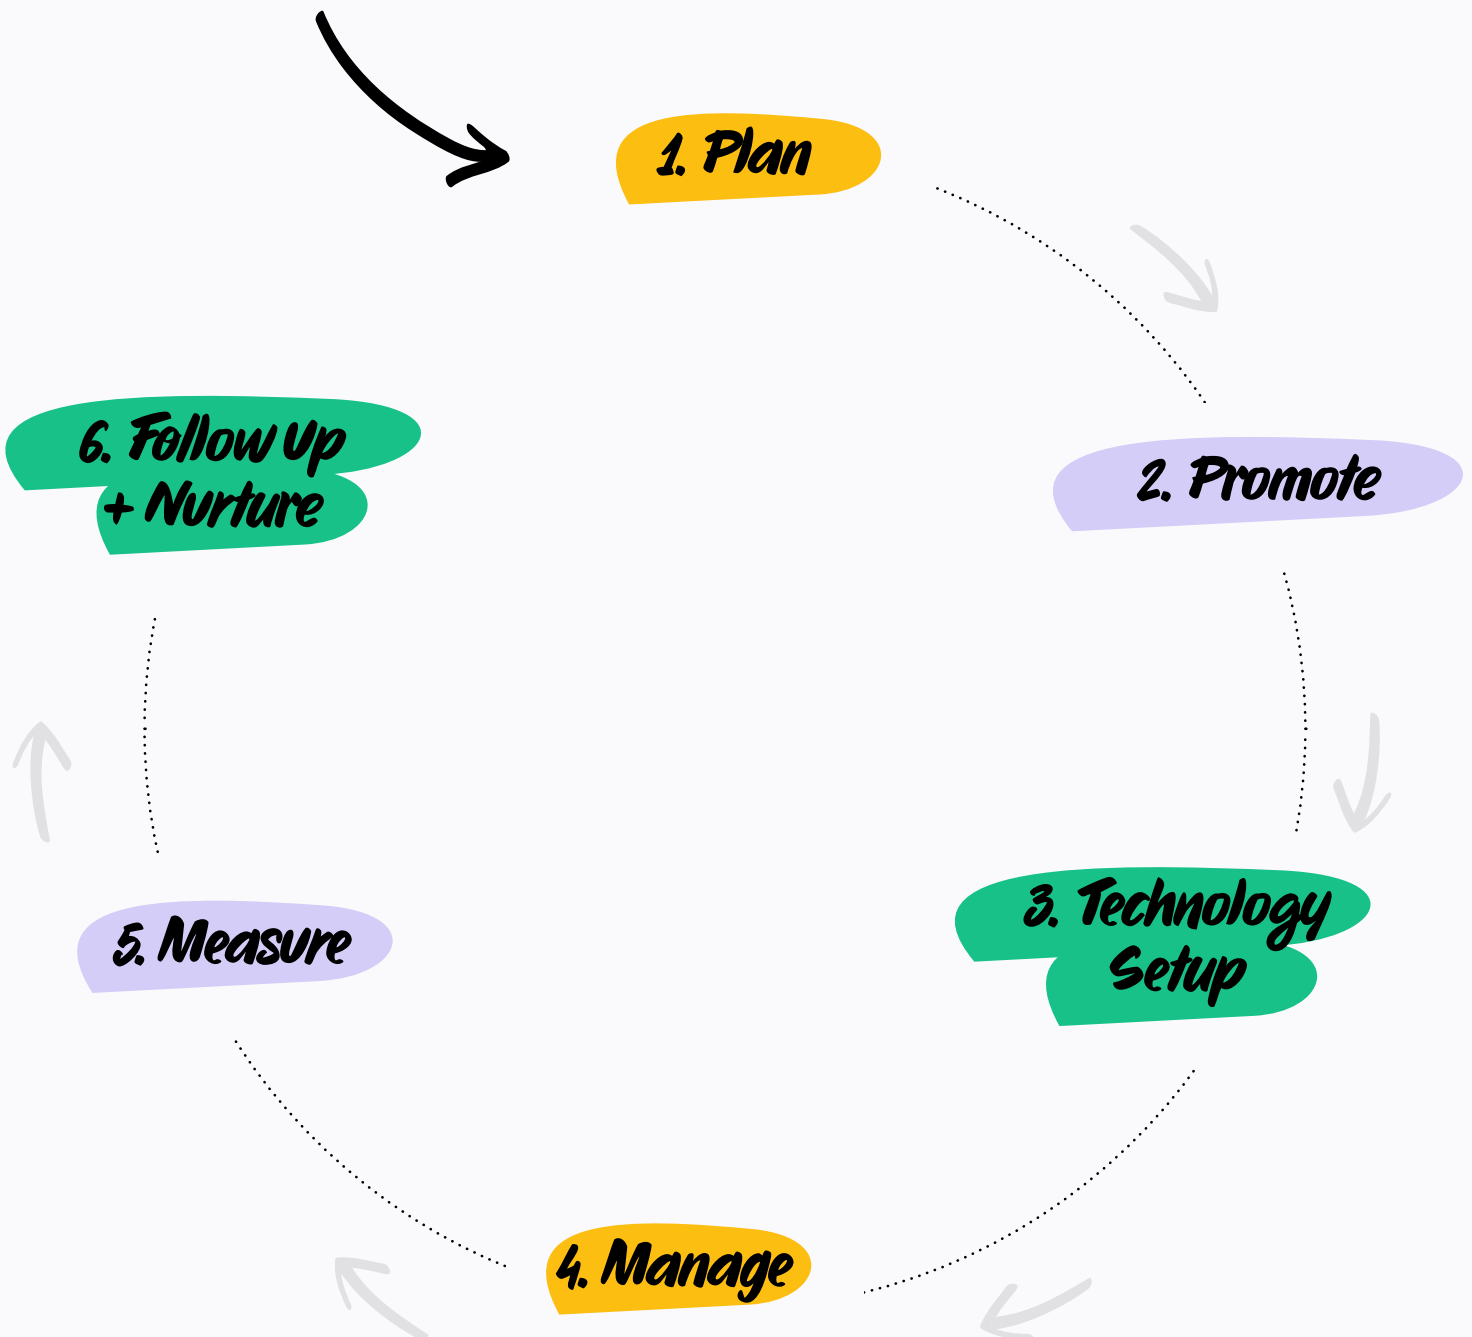 1. Plan
2. Promote
3. Technology
Setup
4. Manage
5. Measure
6. Follow Up
+ Nurture